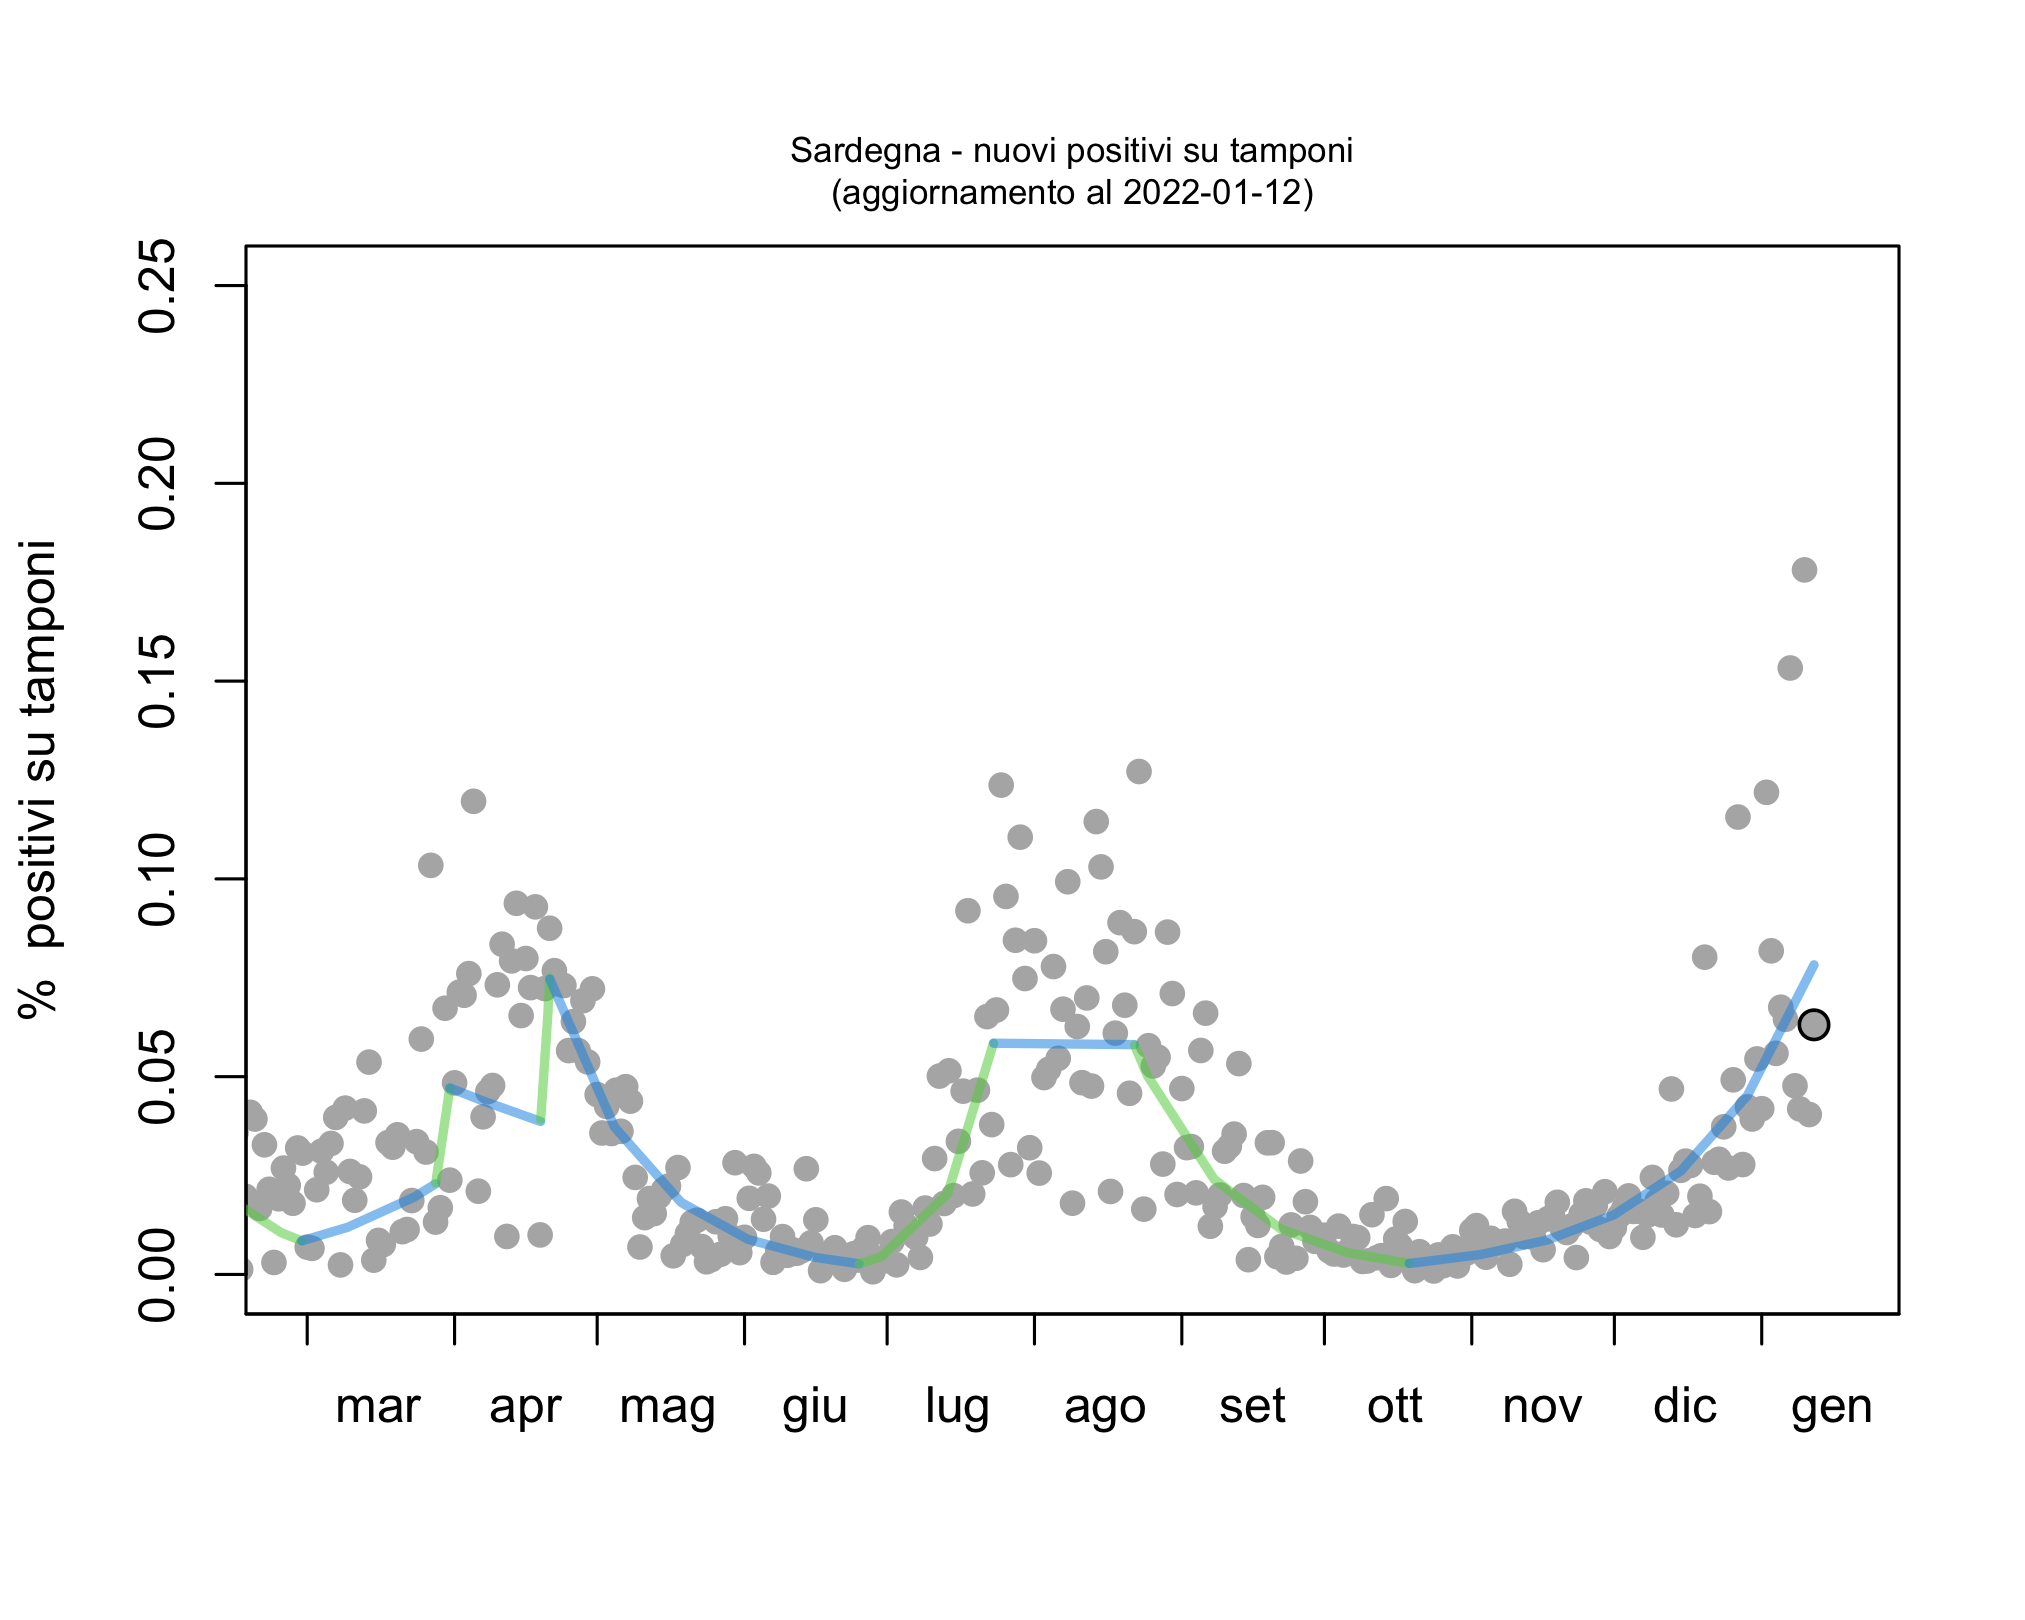 Sardegna - nuovi positivi su tamponi
(aggiornamento al 2022-01-12)
% positivi su tamponi
0.25
0.20
0.15
0.10
0.05
0.00
mar apr mag giu lug ago set ott nov dic gen